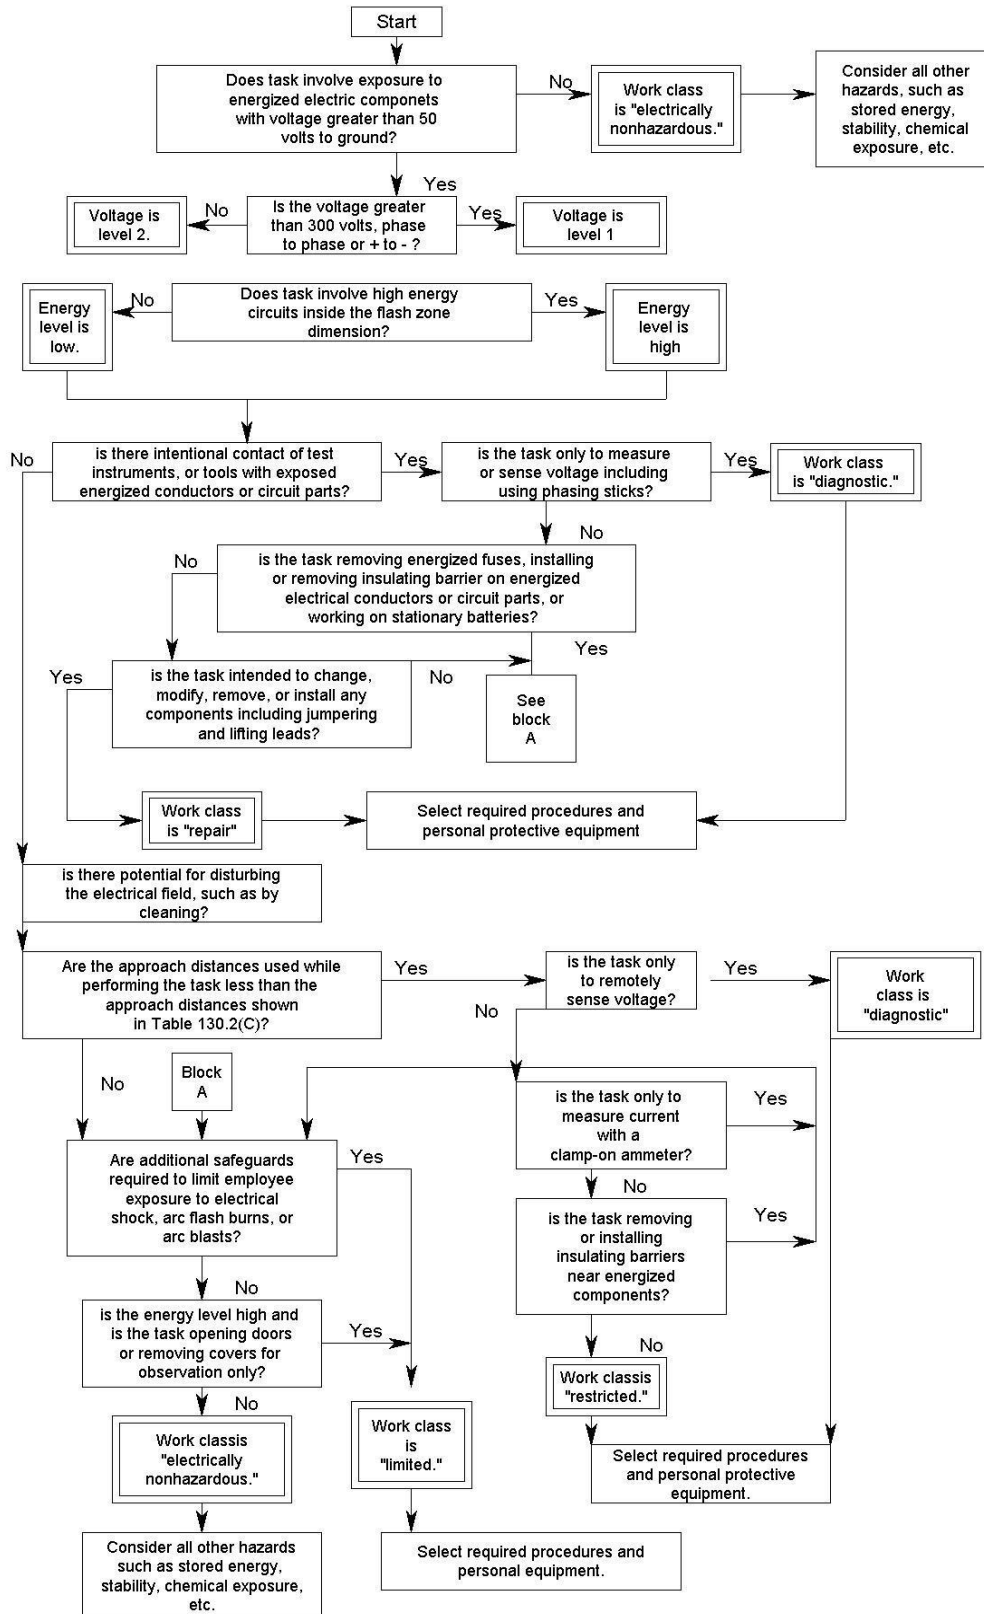 Start
Does task involve exposure to
energized electric componets
with voltage greater than 50
volts to ground?
No
Work class
is "electrically
nonhazardous."
Consider all other
hazards, such as
stored energy,
stability, chemical
exposure, etc.
Yes
Voltage is
level 2.
No
Is the voltage greater
than 300 volts, phase
to phase or + to - ?
Yes
Voltage is
level 1
Energy
level is
low.
No
Does task involve high energy
circuits inside the flash zone
dimension?
Yes
Energy
level is
high
No
is there intentional contact of test
instruments, or tools with exposed
energized conductors or circuit parts?
Yes
is the task only to measure
or sense voltage including
using phasing sticks?
Yes
Work class
is "diagnostic."
No
No
is the task removing energized fuses, installing
or removing insulating barrier on energized
electrical conductors or circuit parts, or
working on stationary batteries?
Yes
Yes
is the task intended to change,
modify, remove, or install any
components including jumpering
and lifting leads?
No
See
block
A
Work class
is "repair"
Select required procedures and
personal protective equipment
is there potential for disturbing
the electrical field, such as by
cleaning?
Are the approach distances used while
performing the task less than the
approach distances shown
in Table 130.2(C)?
Yes
is the task only
to remotely
sense voltage?
Yes
Work
class is
"diagnostic"
No
No
Block
A
is the task only to
measure current
with a
clamp-on ammeter?
Yes
Are additional safeguards
required to limit employee
exposure to electrical
shock, arc flash burns, or
arc blasts?
Yes
No
is the task removing
or installing
insulating barriers
near energized
components?
Yes
No
is the energy level high and
is the task opening doors
or removing covers for
observation only?
Yes
No
Work classis
"restricted."
No
Work classis
"electrically
nonhazardous."
Work class
is
"limited."
Select required procedures
and personal protective
equipment.
Consider all other hazards
such as stored energy,
stability, chemical exposure,
etc.
Select required procedures and
personal equipment.